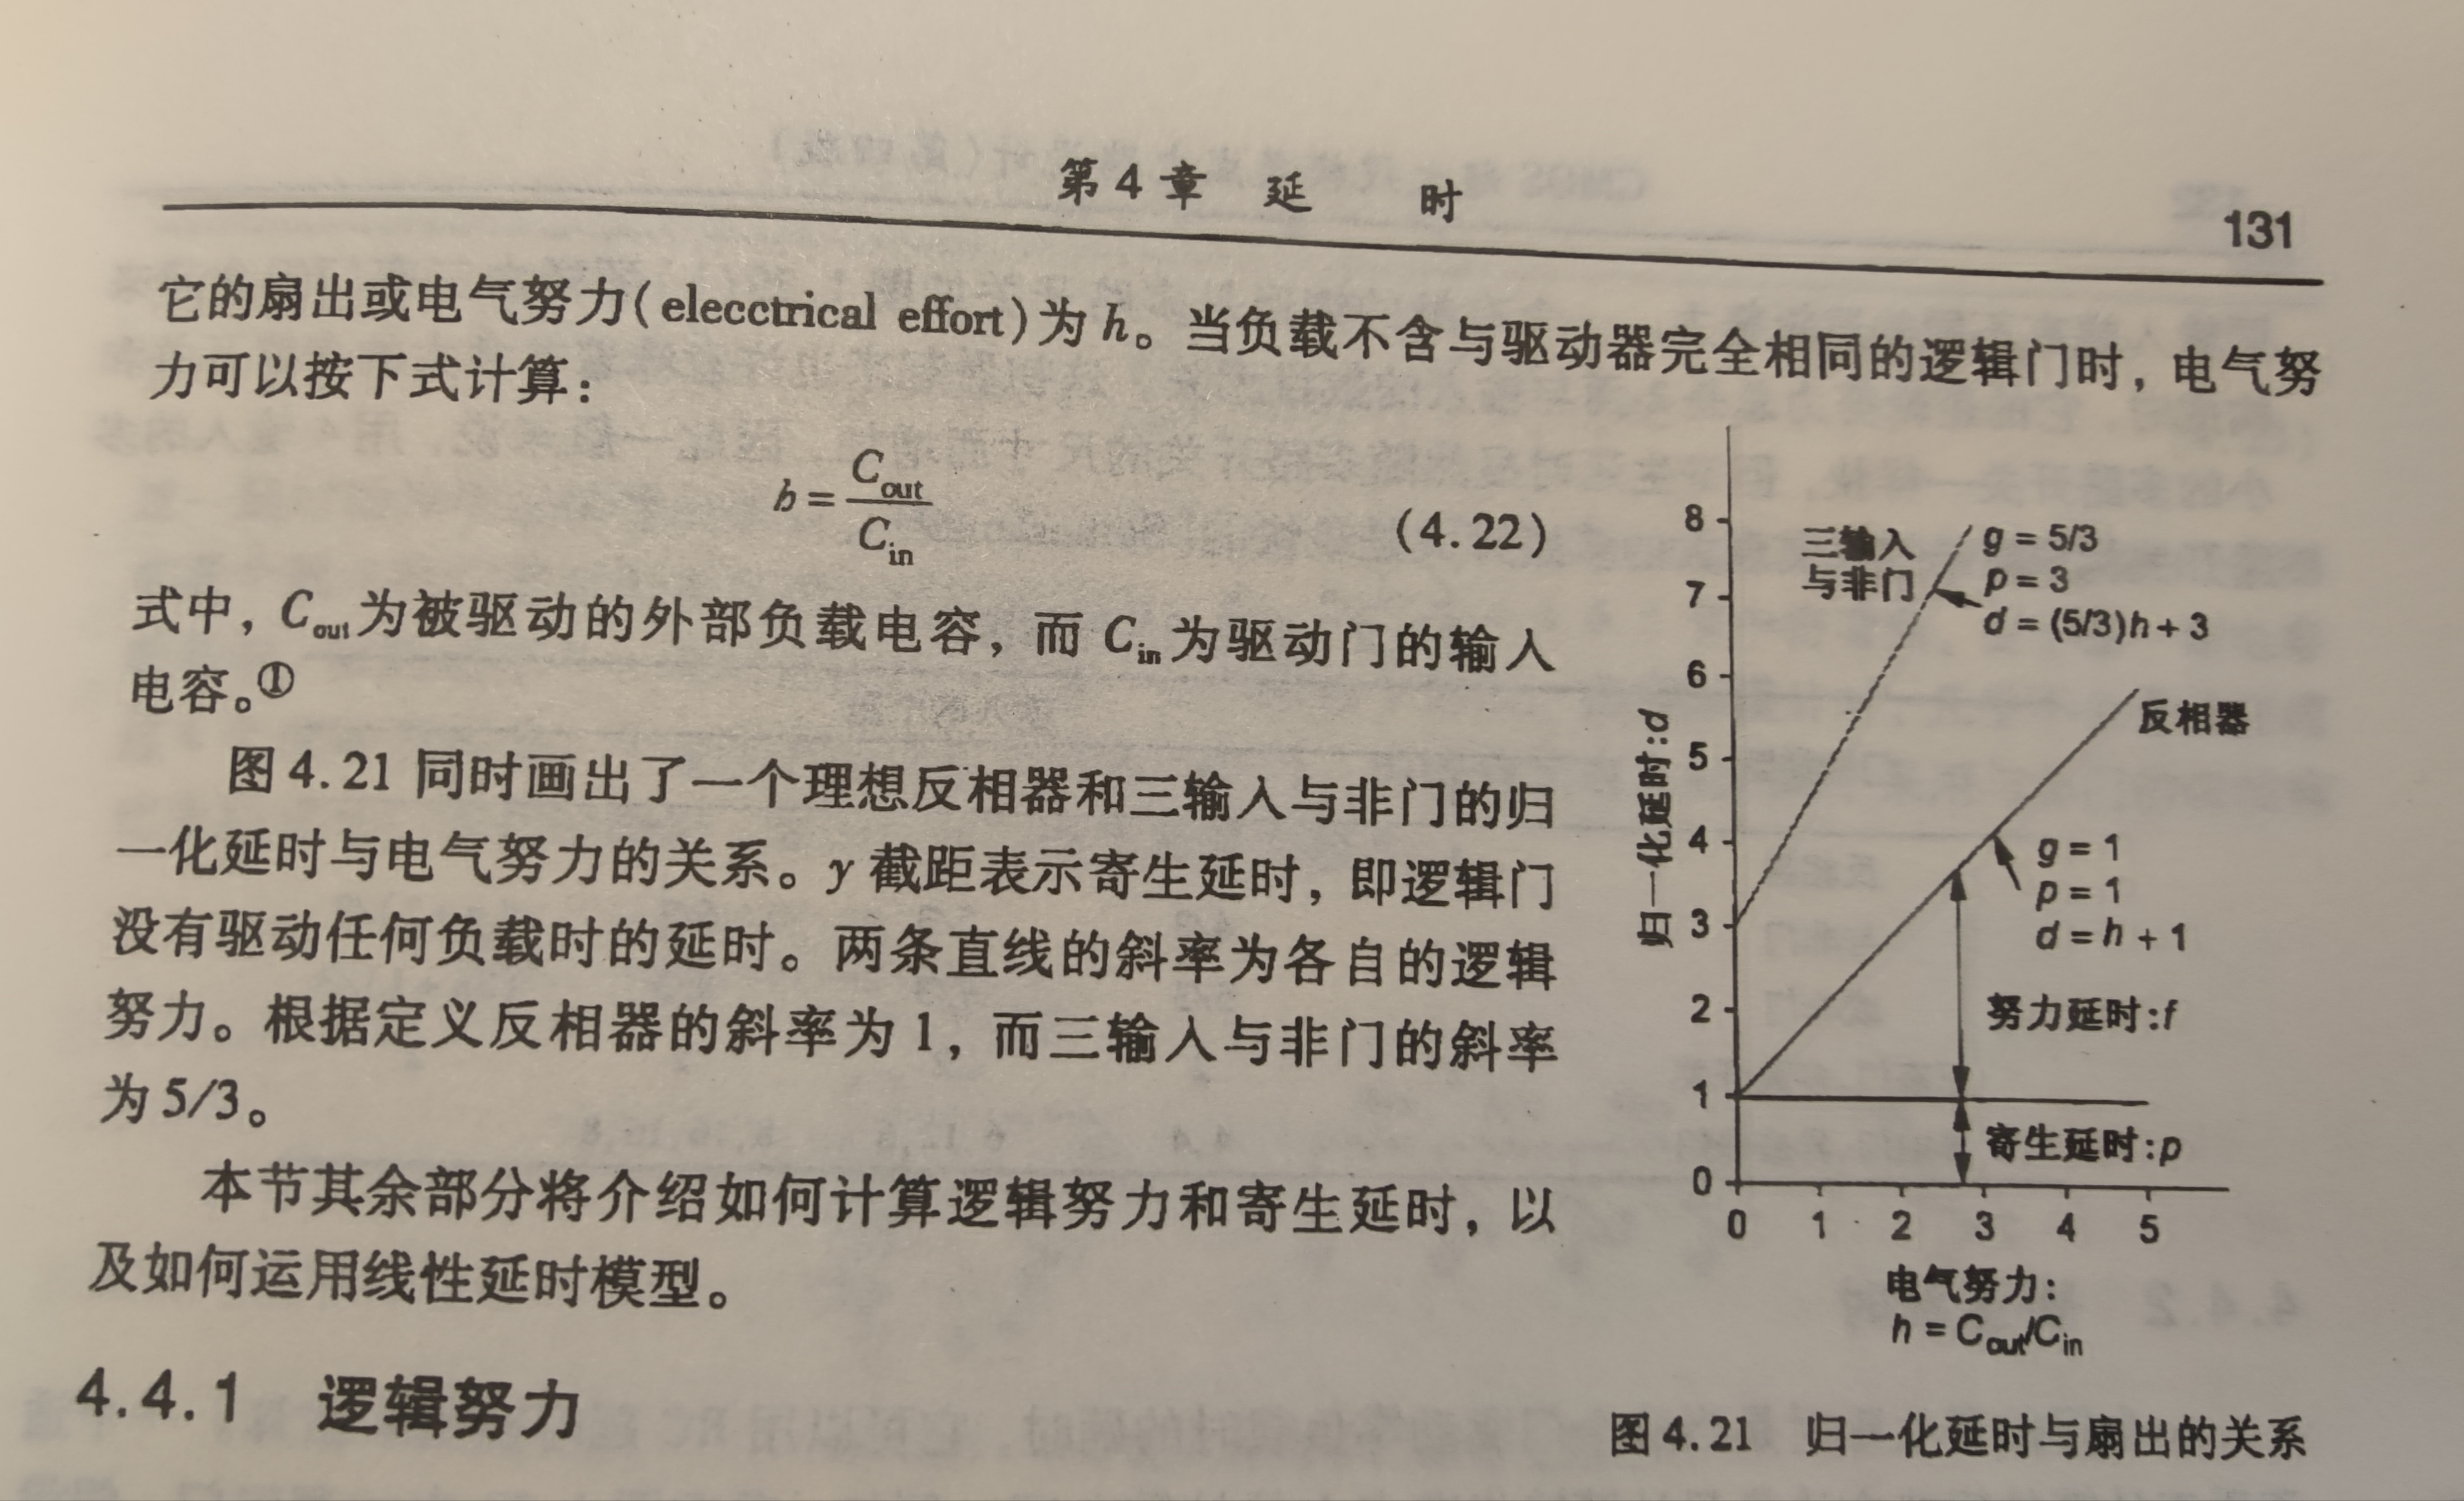 第4章 延 时
131
它的扇出或电气努力(elecctrical effort)为h。当负载不含与驱动器完全相同的逻辑门时，电气努
力可以按下式计算：
h = C_out / C_in (4.22)
式中，C_out为被驱动的外部负载电容，而 C_in为驱动门的输入
电容。①
图4.21 同时画出了一个理想反相器和三输入与非门的归
一化延时与电气努力的关系。y 截距表示寄生延时，即逻辑门
没有驱动任何负载时的延时。两条直线的斜率为各自的逻辑
努力。根据定义反相器的斜率为1，而三输入与非门的斜率
为5/3。
本节其余部分将介绍如何计算逻辑努力和寄生延时，以
及如何运用线性延时模型。
4.4.1 逻辑努力
归一化延时:d
8
7
6
5
4
3
2
1
0
三输入
与非门
g = 5/3
p = 3
d = (5/3)h + 3
反相器
g = 1
p = 1
d = h + 1
努力延时:f
寄生延时:p
0 1 2 3 4 5
电气努力:
h = C_out/C_in
图4.21 归一化延时与扇出的关系